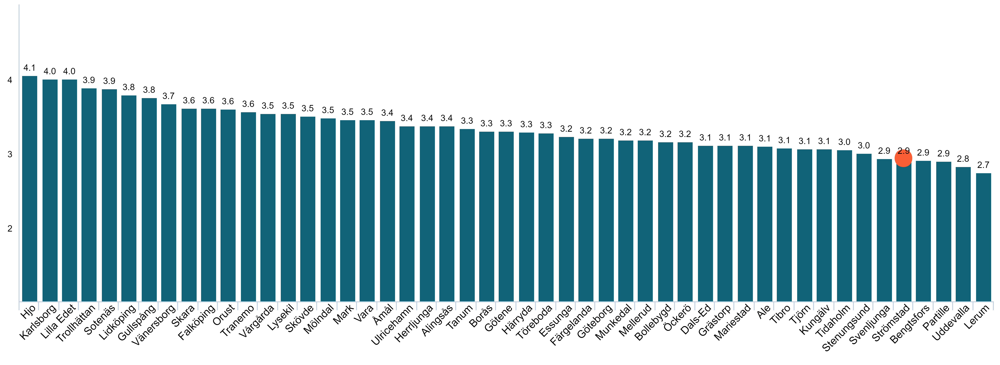 4.1 4.0 4.0 3.9 3.9 3.8 3.8 3.7 3.6 3.6 3.6 3.6 3.5 3.5 3.5 3.5 3.5 3.5 3.4 3.4 3.4 3.4 3.3 3.3 3.3 3.3 3.3 3.2 3.2 3.2 3.2 3.2 3.2 3.2 3.1 3.1 3.1 3.1 3.1 3.1 3.1 3.0 3.0 2.9 2.9 2.9 2.9 2.8 2.7
4
3
2
Hjo
Karlsborg
Lilla Edet
Trollhättan
Sotenäs
Lidköping
Gullspång
Vänersborg
Skara
Falköping
Orust
Tranemo
Vårgårda
Lysekil
Skövde
Mölndal
Mark
Vara
Åmål
Ulricehamn
Herrljunga
Alingsås
Tanum
Borås
Götene
Härryda
Töreboda
Essunga
Färgelanda
Göteborg
Munkedal
Mellerud
Bollebygd
Öckerö
Dals-Ed
Grästorp
Mariestad
Ale
Tibro
Tjörn
Kungälv
Tidaholm
Stenungsund
Svenljunga
Strömstad
Bengtsfors
Partille
Uddevalla
Lerum